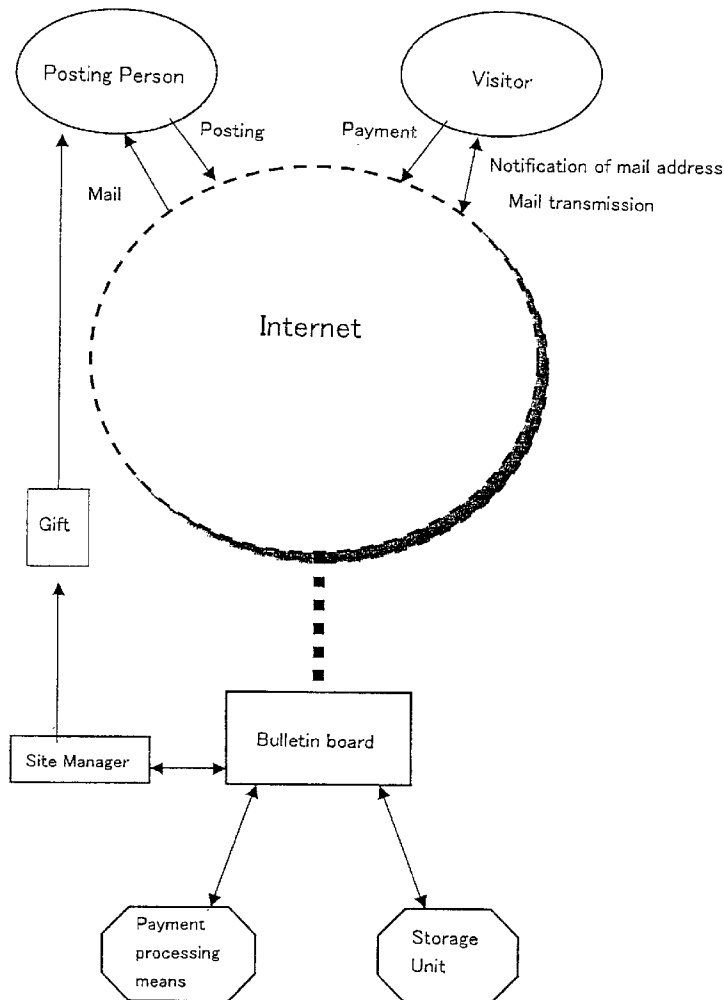 Posting Person
Visitor
Posting
Payment
Mail
Notification of mail address
Mail transmission
Internet
Gift
Bulletin board
Site Manager
Payment
processing
means
Storage
Unit